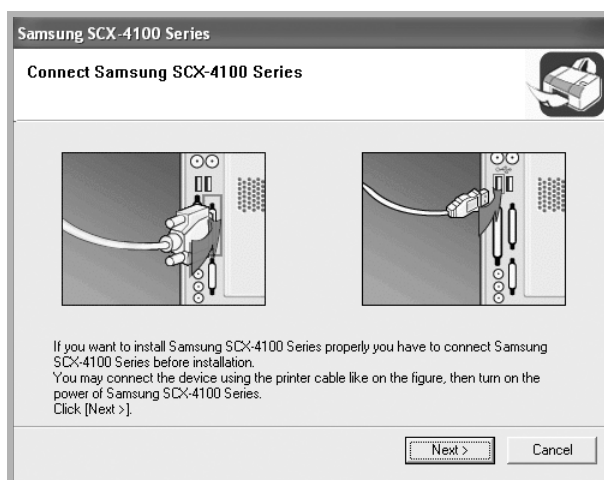 Samsung SCX-4100 Series
Connect Samsung SCX-4100 Series
If you want to install Samsung SCX-4100 Series properly you have to connect Samsung
SCX-4100 Series before installation.
You may connect the device using the printer cable like on the figure, then turn on the
power of Samsung SCX-4100 Series.
Click [Next >].
Next >
Cancel